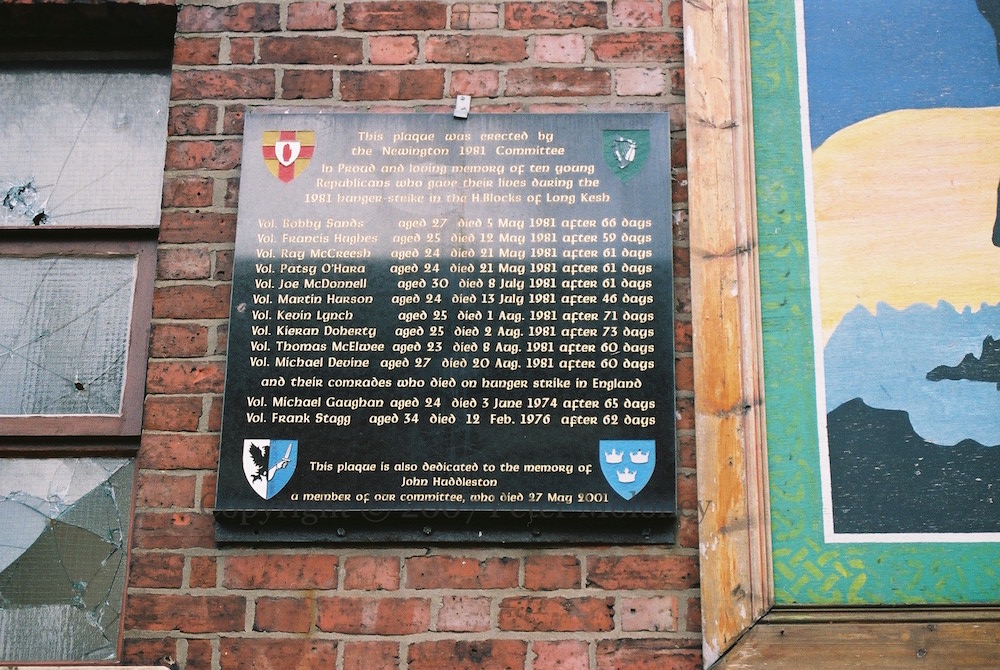 This plaque was erected by
the Newington 1981 Committee
In Proud and loving memory of ten young
Republicans who gave their lives during the
1981 hunger-strike in the H.Blocks of Long Kesh
Vol. Bobby Sands aged 27 died 5 May 1981 after 66 days
Vol. Francis Hughes aged 25 died 12 May 1981 after 59 days
Vol. Ray McCreesh aged 24 died 21 May 1981 after 61 days
Vol. Patsy O'Hara aged 24 died 21 May 1981 after 61 days
Vol. Joe McDonnell aged 30 died 8 July 1981 after 61 days
Vol. Martin Hurson aged 24 died 13 July 1981 after 46 days
Vol. Kevin Lynch aged 25 died 1 Aug. 1981 after 71 days
Vol. Kieran Doherty aged 25 died 2 Aug. 1981 after 73 days
Vol. Thomas McElwee aged 23 died 8 Aug. 1981 after 60 days
Vol. Michael Devine aged 27 died 20 Aug. 1981 after 60 days
and their comrades who died on hunger strike in England
Vol. Michael Gaughan aged 24 died 3 June 1974 after 65 days
Vol. Frank Stagg aged 34 died 12 Feb. 1976 after 62 days
This plaque is also dedicated to the memory of
John Huddleston
a member of our committee, who died 27 May 2001
Copyright © 2007 Peter